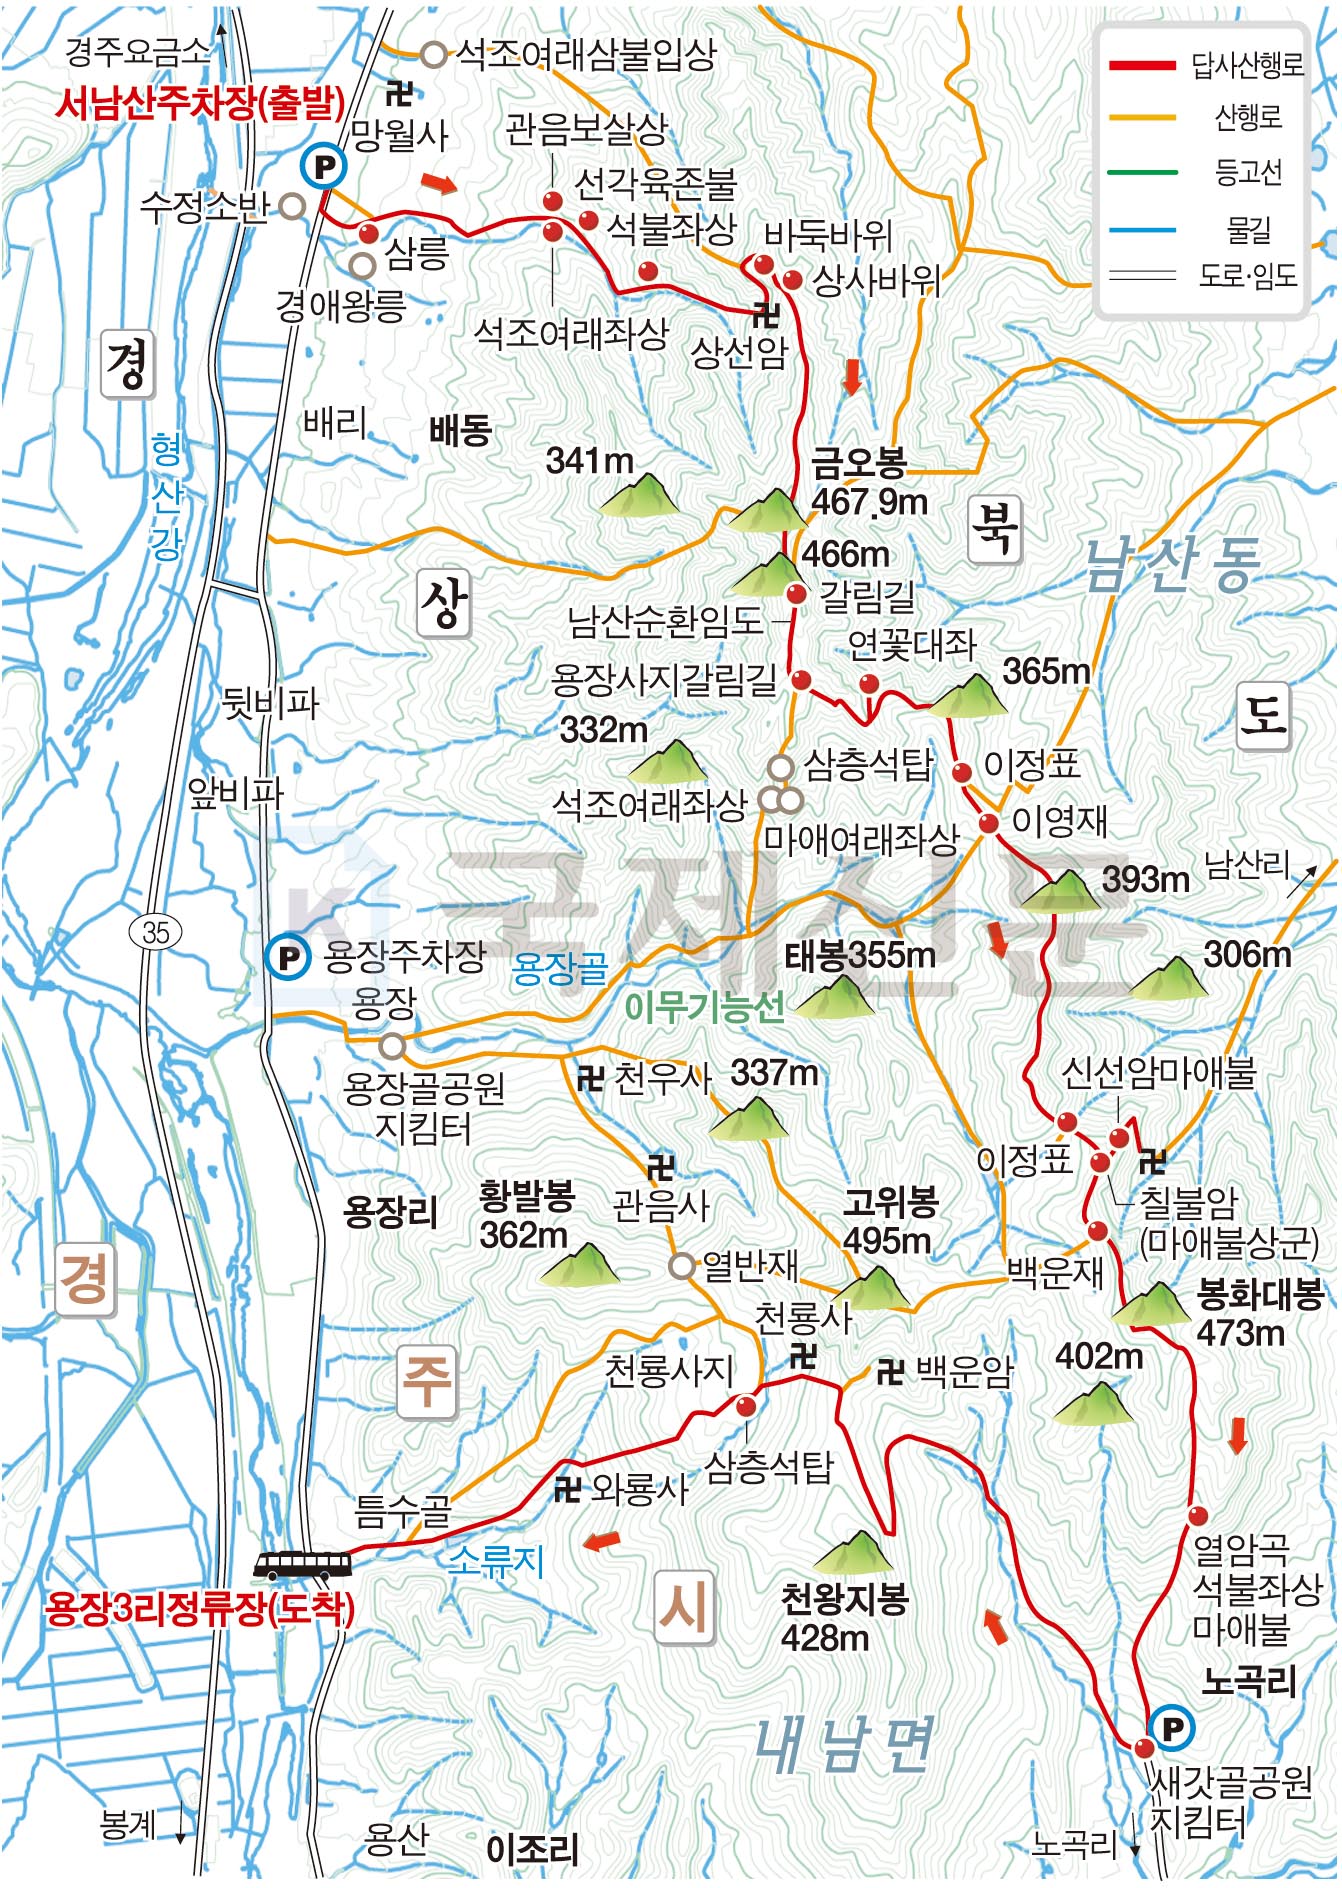 경주요금소
서남산주차장(출발)
석조여래삼불입상
망월사
관음보살상
P
수정소반
선각육존불
석불좌상
삼릉
경애왕릉
석조여래좌상
바둑바위
상사바위
상선암
답사산행로
산행로
등고선
물길
도로·임도
경
형산강
배리
배동
341m
금오봉
467.9m
466m
북
남산동
상
갈림길
남산순환임도
연꽃대좌
용장사지갈림길
365m
도
뒷비파
332m
삼층석탑
이정표
앞비파
석조여래좌상
마애여래좌상
이영재
국제신문
K
393m
남산리
35
P
용장주차장
용장골
태봉355m
306m
용장
이무기능선
천우사
337m
신선암마애불
용장골공원
지킴터
이정표
관음사
칠불암
(마애불상군)
용장리
황발봉
362m
고위봉
495m
경
열반재
백운재
봉화대봉
473m
천룡사
402m
주
천룡사지
백운암
삼층석탑
와룡사
틈수골
소류지
열암곡
석불좌상
마애불
용장3리정류장(도착)
시
천왕지봉
428m
노곡리
내남면
P
새갓골공원
지킴터
봉계
용산
이조리
노곡리